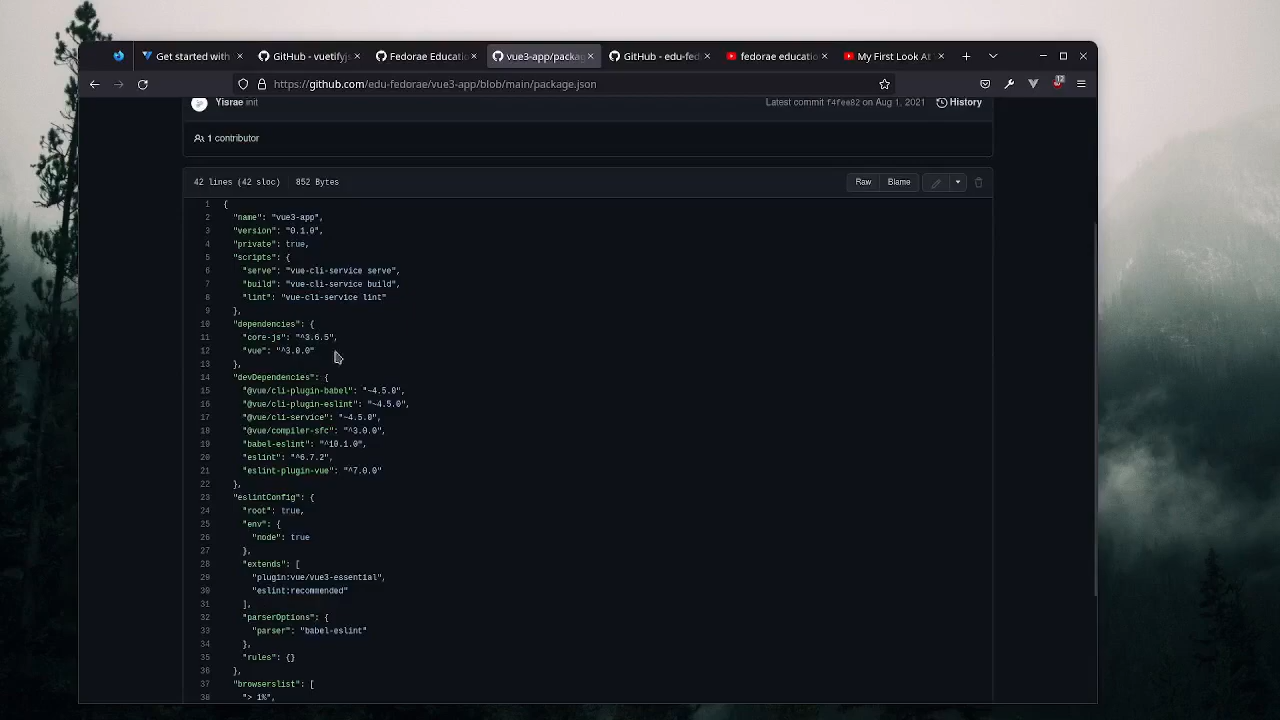 Get started with
GitHub - vuetifyjs
Fedorae Educatio
vue3-app/packag
GitHub - edu-fed
fedorae educatio
My First Look At
https://github.com/edu-fedorae/vue3-app/blob/main/package.json
12
Yisrae init
Latest commit f4fee82 on Aug 1, 2021
History
1 contributor
42 lines (42 sloc)
852 Bytes
Raw
Blame
1 {
2 "name": "vue3-app",
3 "version": "0.1.0",
4 "private": true,
5 "scripts": {
6 "serve": "vue-cli-service serve",
7 "build": "vue-cli-service build",
8 "lint": "vue-cli-service lint"
9 },
10 "dependencies": {
11 "core-js": "^3.6.5",
12 "vue": "^3.0.0"
13 },
14 "devDependencies": {
15 "@vue/cli-plugin-babel": "~4.5.0",
16 "@vue/cli-plugin-eslint": "~4.5.0",
17 "@vue/cli-service": "~4.5.0",
18 "@vue/compiler-sfc": "^3.0.0",
19 "babel-eslint": "^10.1.0",
20 "eslint": "^6.7.2",
21 "eslint-plugin-vue": "^7.0.0"
22 },
23 "eslintConfig": {
24 "root": true,
25 "env": {
26 "node": true
27 },
28 "extends": [
29 "plugin:vue/vue3-essential",
30 "eslint:recommended"
31 ],
32 "parserOptions": {
33 "parser": "babel-eslint"
34 },
35 "rules": {}
36 },
37 "browserslist": [
38 "> 1%",